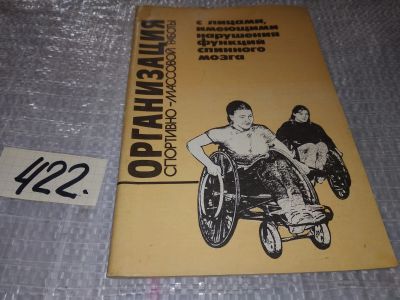 ОРГАНИЗАЦИЯ
СПОРТИВНО-МАССОВОЙ РАБОТЫ
с лицами,
имеющими
нарушения
функций
спинного
мозга
422.